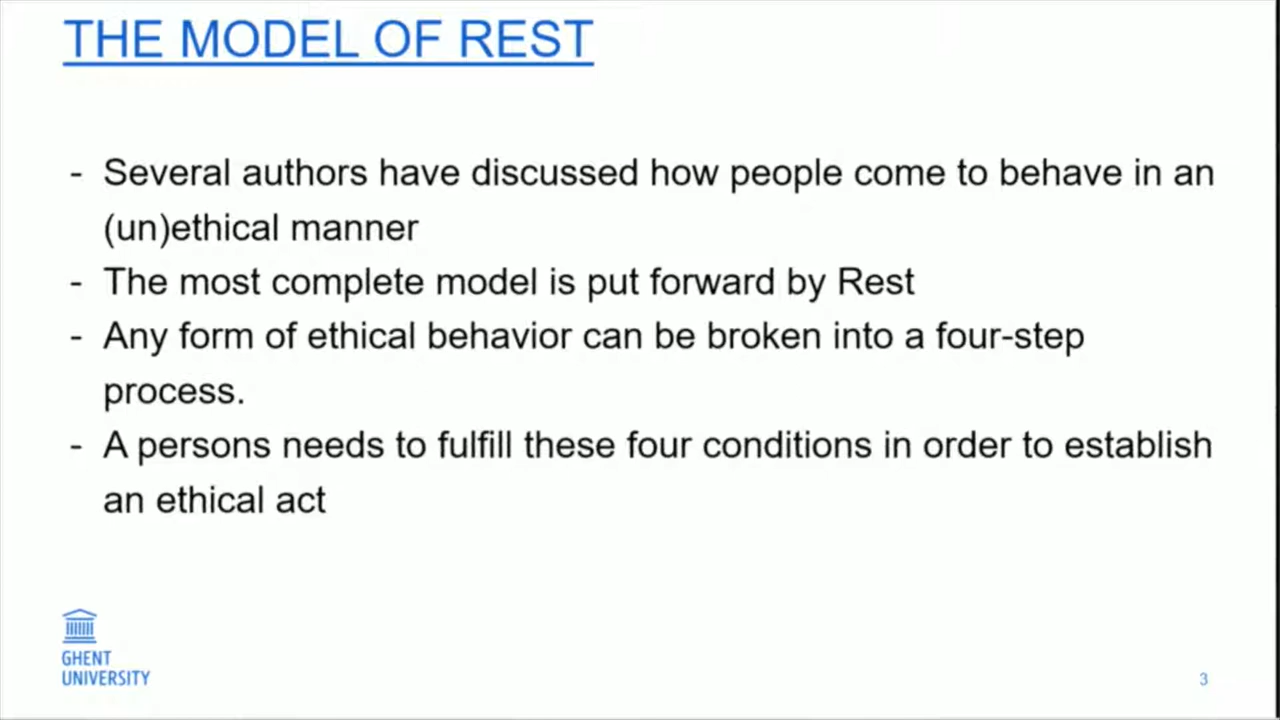 THE MODEL OF REST
- Several authors have discussed how people come to behave in an
(un)ethical manner
- The most complete model is put forward by Rest
- Any form of ethical behavior can be broken into a four-step
process.
- A persons needs to fulfill these four conditions in order to establish
an ethical act
GHENT
UNIVERSITY
3